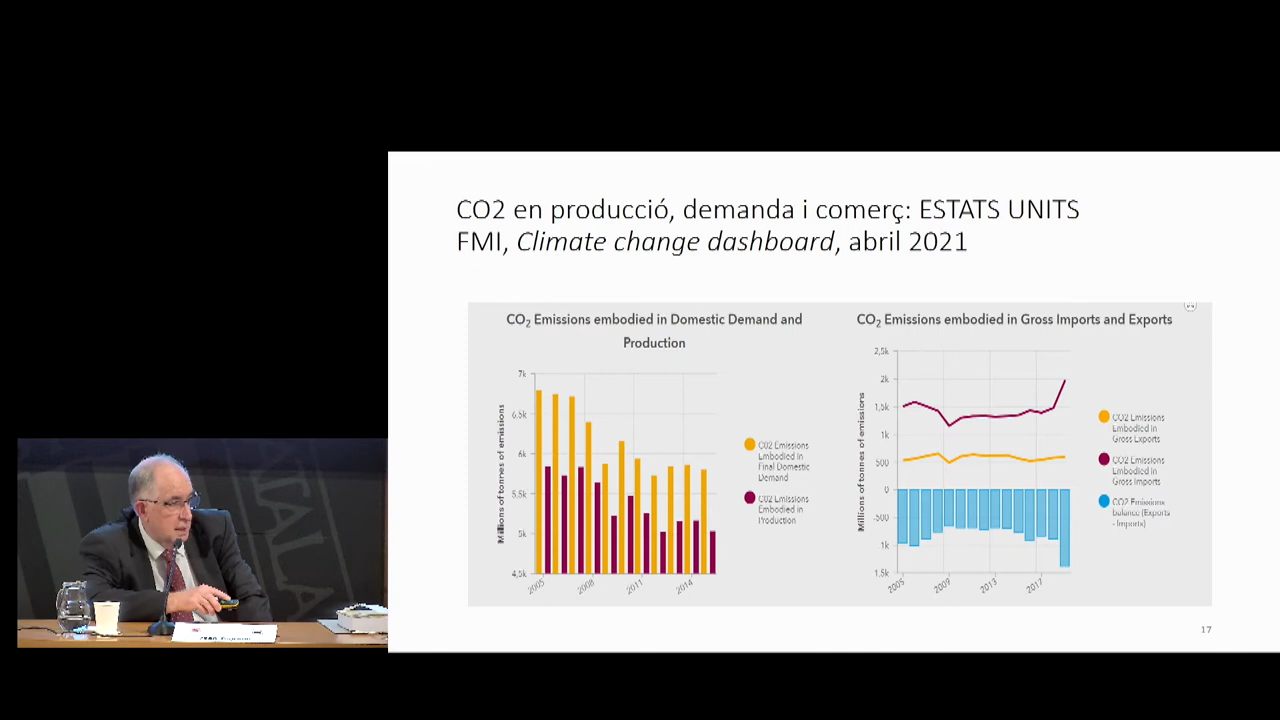 CO2 en producció, demanda i comerç: ESTATS UNITS
FMI, Climate change dashboard, abril 2021
CO2 Emissions embodied in Domestic Demand and
Production
Millions of tonnes of emissions
7k
6,5k
6k
5,5k
5k
4,5k
2005
2008
2011
2014
CO2 Emissions
Embodied in
Final Domestic
Demand
CO2 Emissions
Embodied in
Production
CO2 Emissions embodied in Gross Imports and Exports
Millions of tonnes of emissions
2,5k
2k
1,5k
1k
500
0
-500
1k
1,5k
2005
2009
2013
2017
CO2 Emissions
Embodied in
Gross Exports
CO2 Emissions
Embodied in
Gross Imports
CO2 Emissions
balance (Exports
- Imports)
17